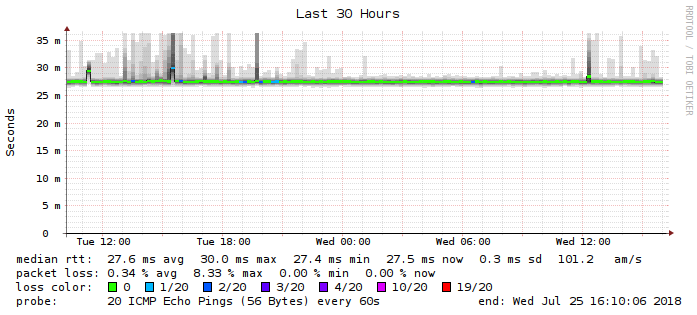 Last 30 Hours
RRDTOOL / TOBI OETIKER
Seconds
35 m
30 m
25 m
20 m
15 m
10 m
5 m
0
Tue 12:00 Tue 18:00 Wed 00:00 Wed 06:00 Wed 12:00
median rtt: 27.6 ms avg 30.0 ms max 27.4 ms min 27.5 ms now 0.3 ms sd 101.2 am/s
packet loss: 0.34 % avg 8.33 % max 0.00 % min 0.00 % now
loss color: 0 1/20 2/20 3/20 4/20 10/20 19/20
probe: 20 ICMP Echo Pings (56 Bytes) every 60s end: Wed Jul 25 16:10:06 2018